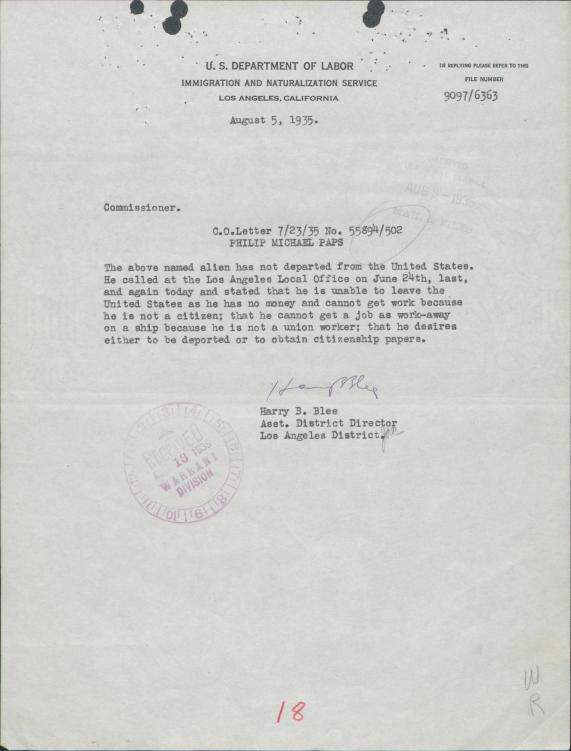 U. S. DEPARTMENT OF LABOR
IMMIGRATION AND NATURALIZATION SERVICE
LOS ANGELES, CALIFORNIA
IN REPLYING PLEASE REFER TO THIS
FILE NUMBER
9097/6363
August 5, 1935.
AUG 9 - 1935
MAIL & FILES
Commissioner.
C.O.Letter 7/23/35 No. 55894/502
PHILIP MICHAEL PAPS
The above named alien has not departed from the United States.
He called at the Los Angeles Local Office on June 24th, last,
and again today and stated that he is unable to leave the
United States as he has no money and cannot get work because
he is not a citizen; that he cannot get a job as work-away
on a ship because he is not a union worker; that he desires
either to be deported or to obtain citizenship papers.
Harry B Blee
Harry B. Blee
Asst. District Director
Los Angeles District.
RECEIVED
13 1935
WARRANT
DIVISION
18
W
R